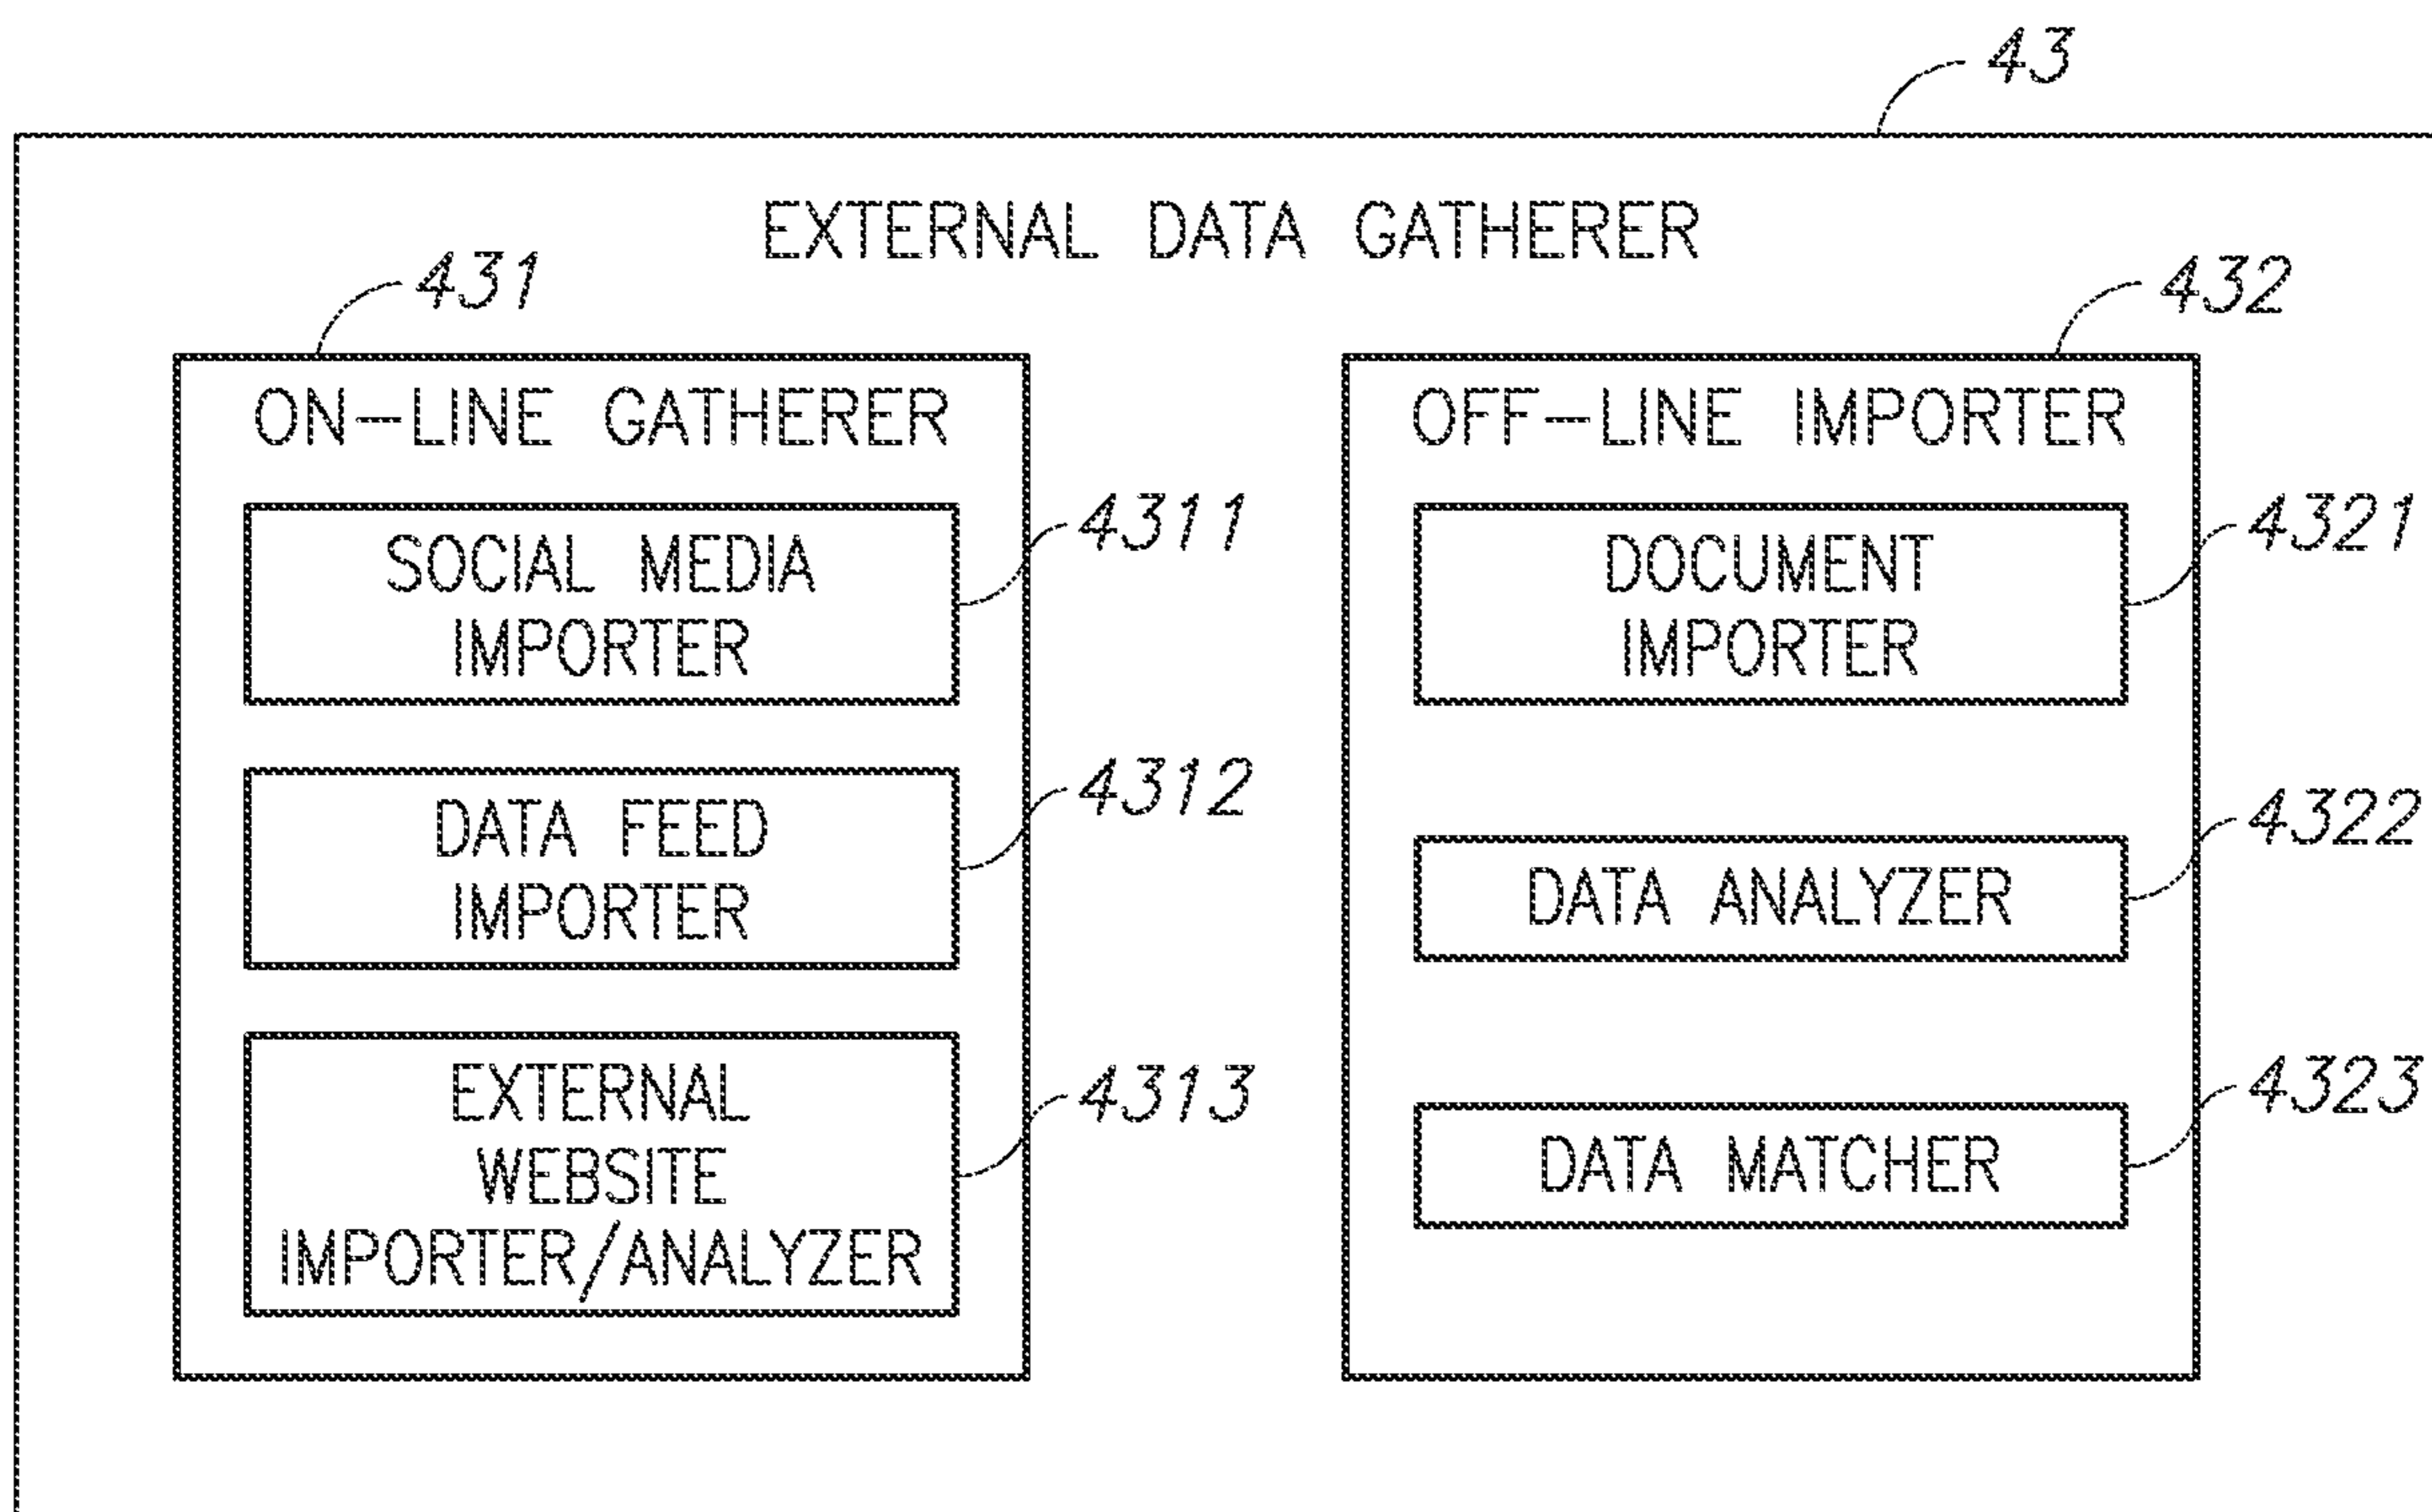 43
EXTERNAL DATA GATHERER
431
ON-LINE GATHERER
SOCIAL MEDIA
IMPORTER
4311
DATA FEED
IMPORTER
4312
EXTERNAL
WEBSITE
IMPORTER/ANALYZER
4313
432
OFF-LINE IMPORTER
DOCUMENT
IMPORTER
4321
DATA ANALYZER
4322
DATA MATCHER
4323